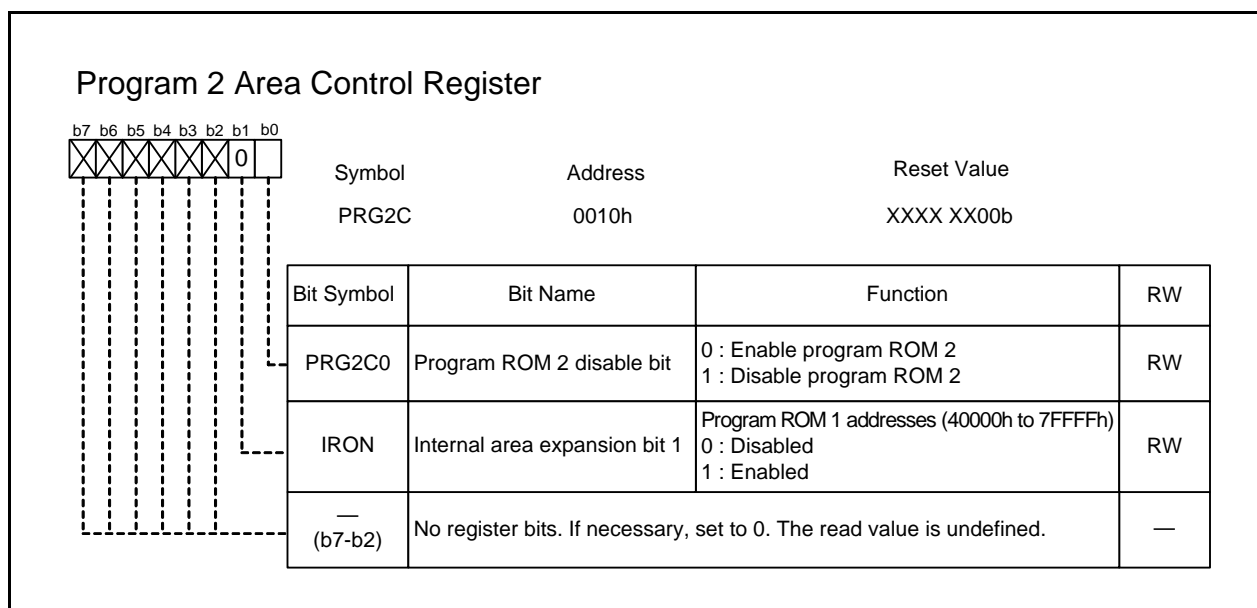 Program 2 Area Control Register
b7 b6 b5 b4 b3 b2 b1 b0
0
Symbol Address Reset Value
PRG2C 0010h XXXX XX00b
Bit Symbol Bit Name Function RW
PRG2C0 Program ROM 2 disable bit 0 : Enable program ROM 2 RW
1 : Disable program ROM 2
IRON Internal area expansion bit 1 Program ROM 1 addresses (40000h to 7FFFFh) RW
0 : Disabled
1 : Enabled
—
(b7-b2) No register bits. If necessary, set to 0. The read value is undefined. —